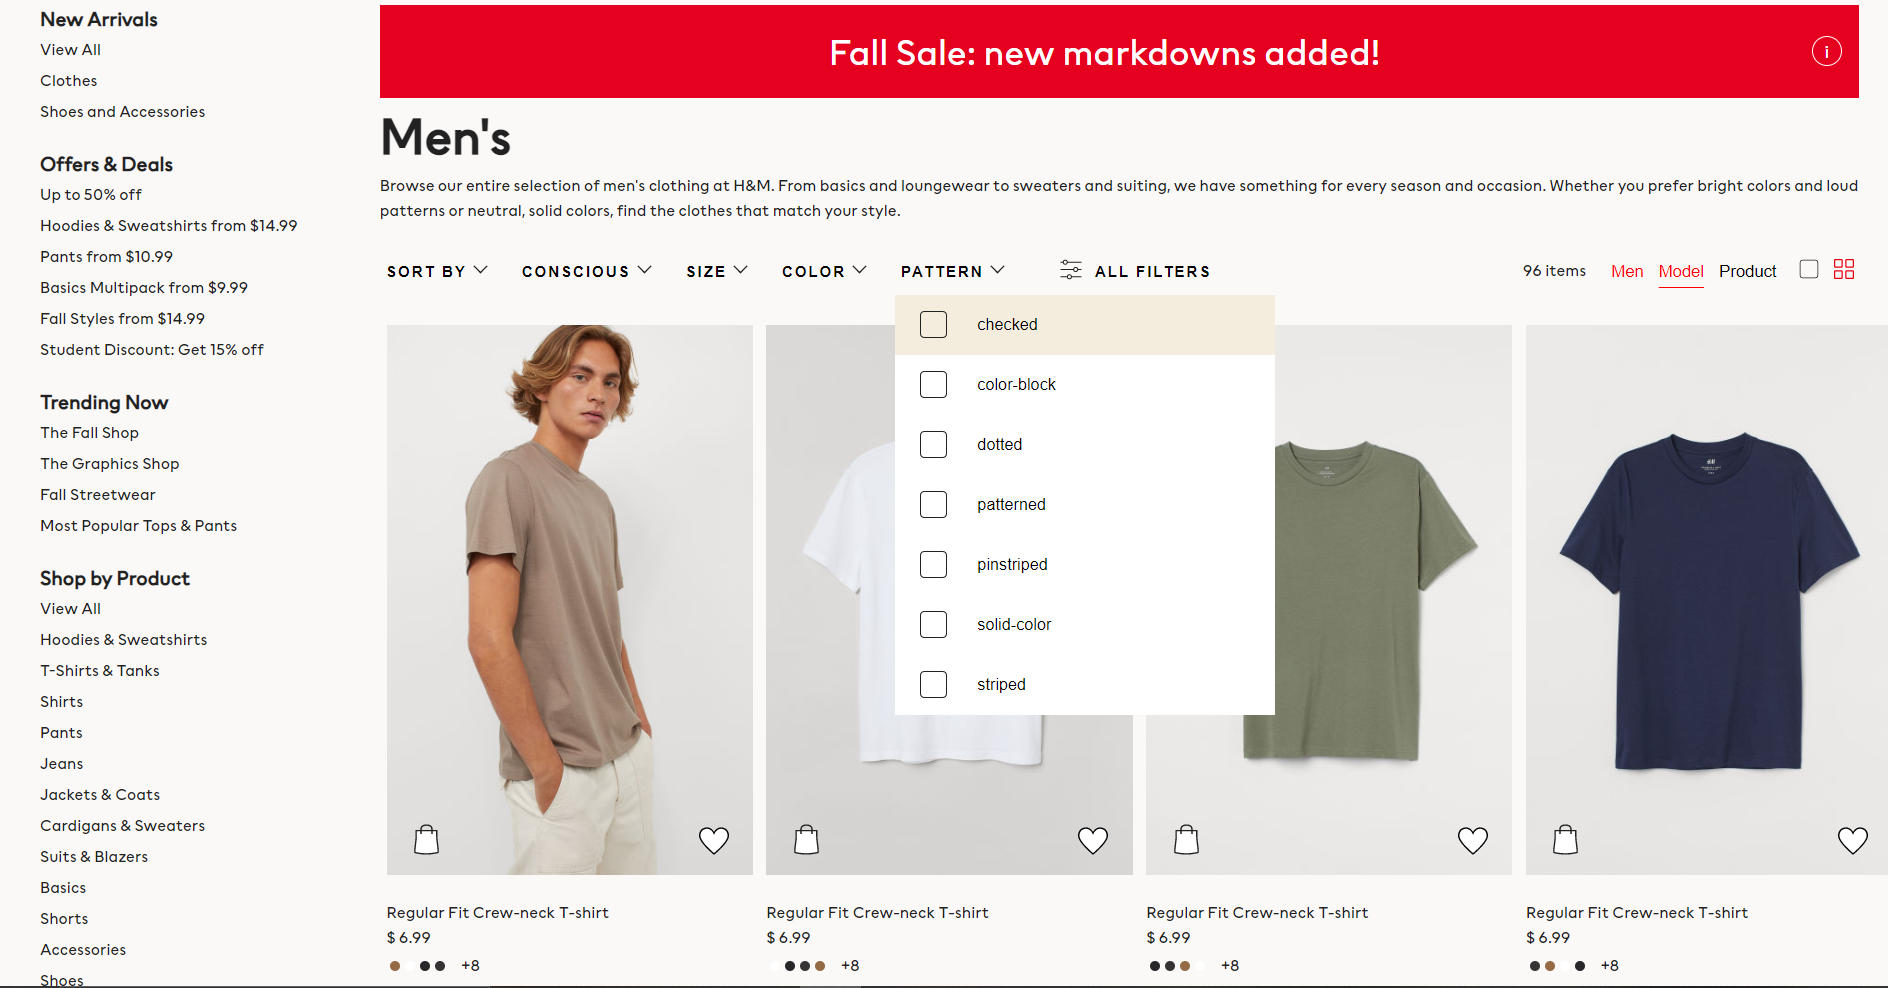 New Arrivals
View All
Clothes
Shoes and Accessories
Offers & Deals
Up to 50% off
Hoodies & Sweatshirts from $14.99
Pants from $10.99
Basics Multipack from $9.99
Fall Styles from $14.99
Student Discount: Get 15% off
Trending Now
The Fall Shop
The Graphics Shop
Fall Streetwear
Most Popular Tops & Pants
Shop by Product
View All
Hoodies & Sweatshirts
T-Shirts & Tanks
Shirts
Pants
Jeans
Jackets & Coats
Cardigans & Sweaters
Suits & Blazers
Basics
Shorts
Accessories
Shoes
Fall Sale: new markdowns added!
i
Men's
Browse our entire selection of men's clothing at H&M. From basics and loungewear to sweaters and suiting, we have something for every season and occasion. Whether you prefer bright colors and loud
patterns or neutral, solid colors, find the clothes that match your style.
SORT BY CONSCIOUS SIZE COLOR PATTERN ALL FILTERS 96 items Men Model Product
checked
color-block
dotted
patterned
pinstriped
solid-color
striped
Regular Fit Crew-neck T-shirt
$ 6.99
+8
Regular Fit Crew-neck T-shirt
$ 6.99
+8
Regular Fit Crew-neck T-shirt
$ 6.99
+8
Regular Fit Crew-neck T-shirt
$ 6.99
+8